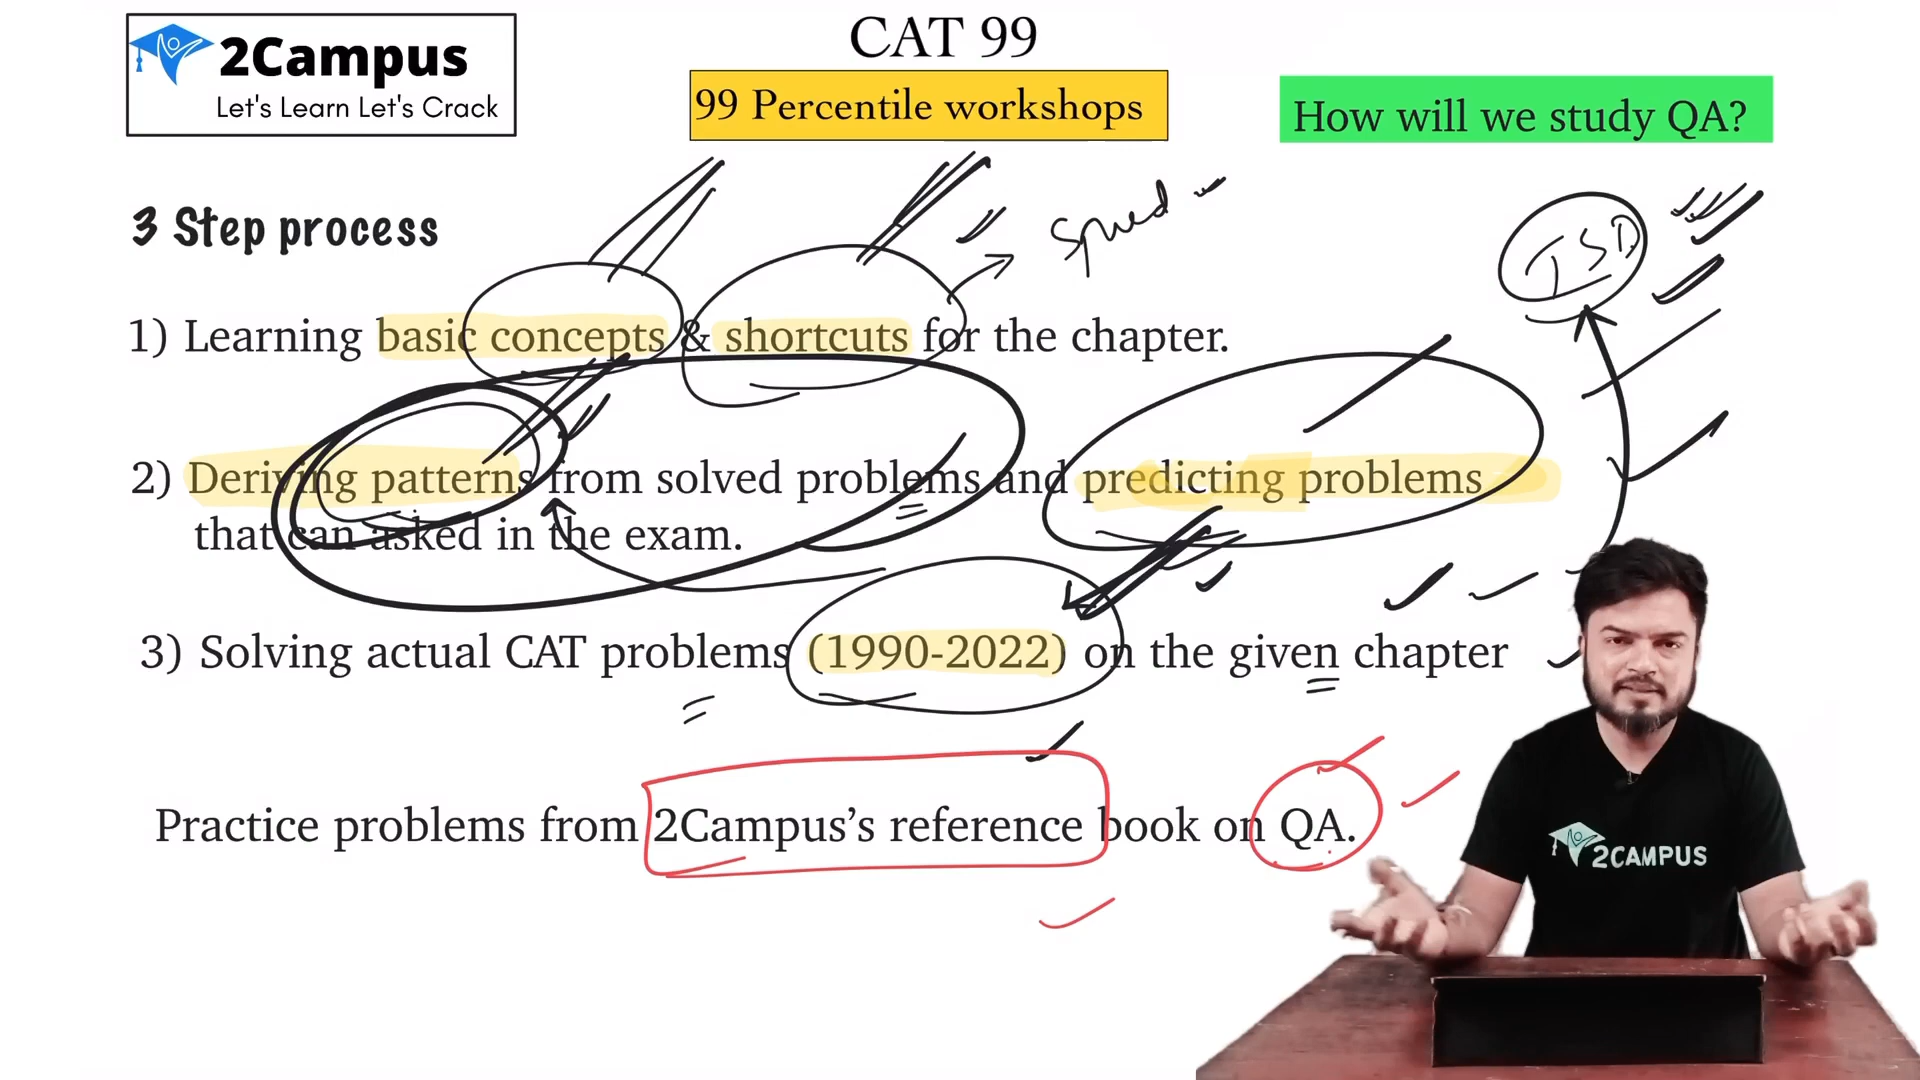 2Campus
Let's Learn Let's Crack
CAT 99
99 Percentile workshops
How will we study QA?
3 Step process
Speed
TSD
1) Learning basic concepts & shortcuts for the chapter.
2) Deriving patterns from solved problems and predicting problems
that can asked in the exam.
3) Solving actual CAT problems (1990-2022) on the given chapter
Practice problems from 2Campus’s reference book on QA.
2CAMPUS